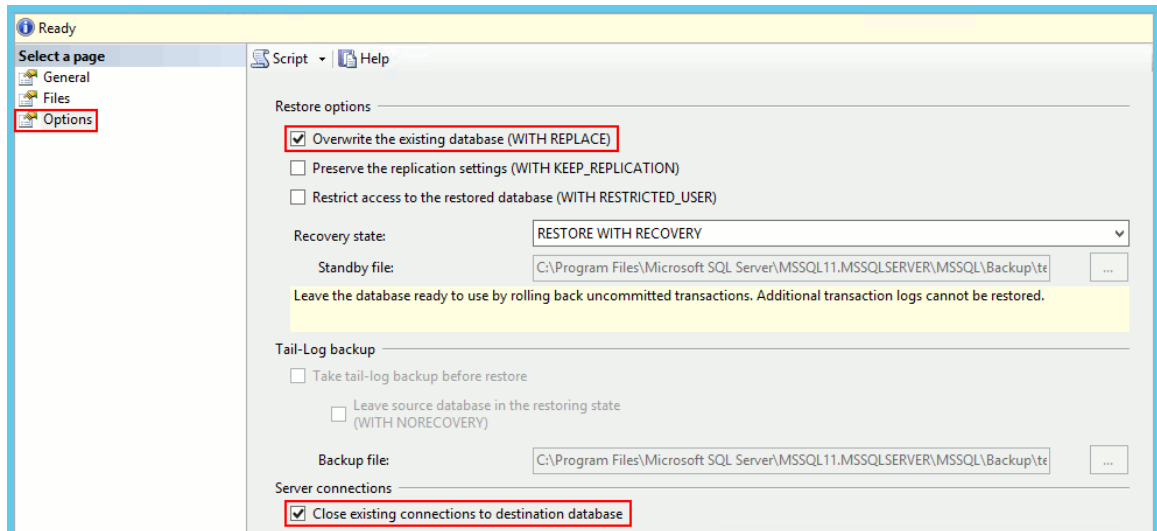 Ready
Select a page
General
Files
Options
Script
Help
Restore options
Overwrite the existing database (WITH REPLACE)
Preserve the replication settings (WITH KEEP_REPLICATION)
Restrict access to the restored database (WITH RESTRICTED_USER)
Recovery state: RESTORE WITH RECOVERY
Standby file: C:\Program Files\Microsoft SQL Server\MSSQL11.MSSQLSERVER\MSSQL\Backup\te ...
Leave the database ready to use by rolling back uncommitted transactions. Additional transaction logs cannot be restored.
Tail-Log backup
Take tail-log backup before restore
Leave source database in the restoring state
(WITH NORECOVERY)
Backup file: C:\Program Files\Microsoft SQL Server\MSSQL11.MSSQLSERVER\MSSQL\Backup\te ...
Server connections
Close existing connections to destination database